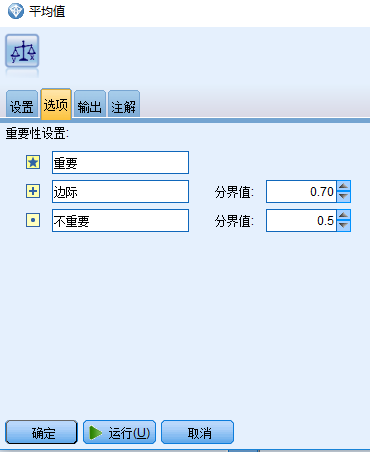 平均值
设置 选项 输出 注解
重要性设置:
重要
边际 分界值: 0.70
不重要 分界值: 0.5
确定 运行(U) 取消